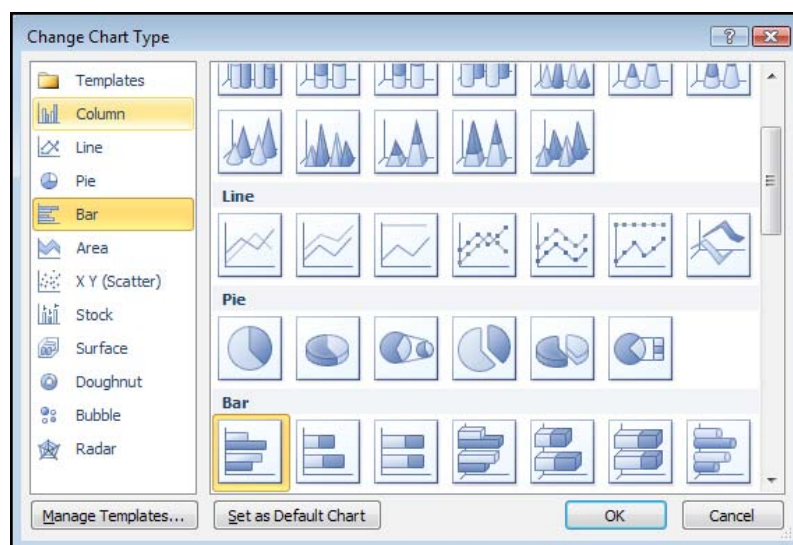 Change Chart Type
Templates
Column
Line
Pie
Bar
Area
X Y (Scatter)
Stock
Surface
Doughnut
Bubble
Radar
Line
Pie
Bar
Manage Templates...
Set as Default Chart
OK
Cancel